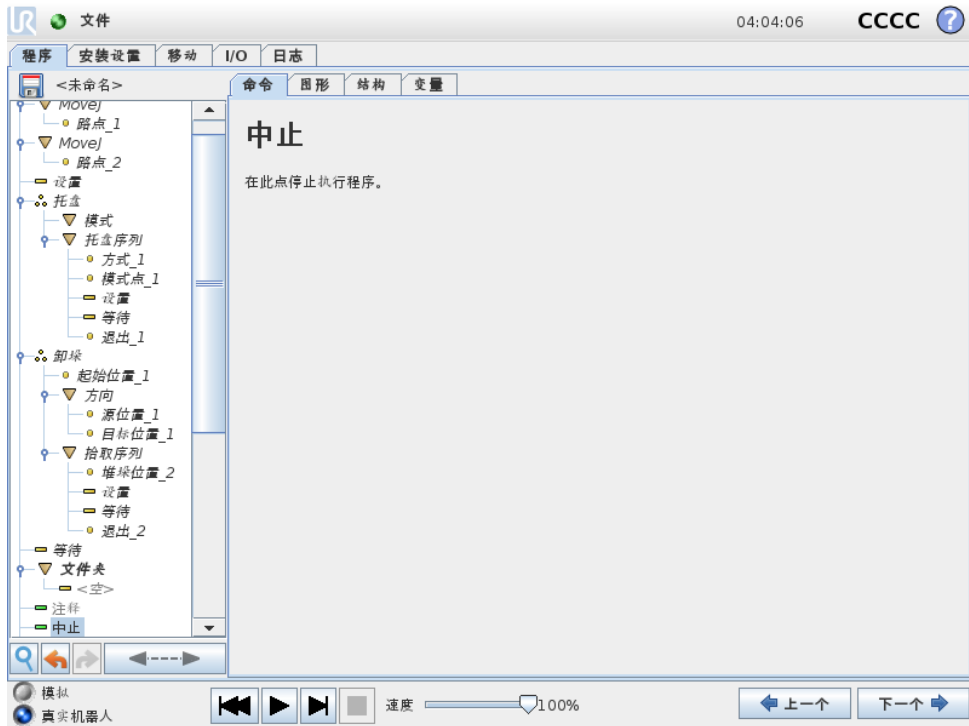 UR 文件 04:04:06 CCCC ?
程序 安装设置 移动 I/O 日志
<未命名> 命令 图形 结构 变量
MoveJ
路点_1
MoveJ
路点_2
设置
托盘
模式
托盘序列
方式_1
模式点_1
设置
等待
退出_1
卸垛
起始位置_1
方向
源位置_1
目标位置_1
拾取序列
堆垛位置_2
设置
等待
退出_2
等待
文件夹
<空>
注释
中止
中止
在此点停止执行程序。
模拟
真实机器人
速度 100%
上一个 下一个